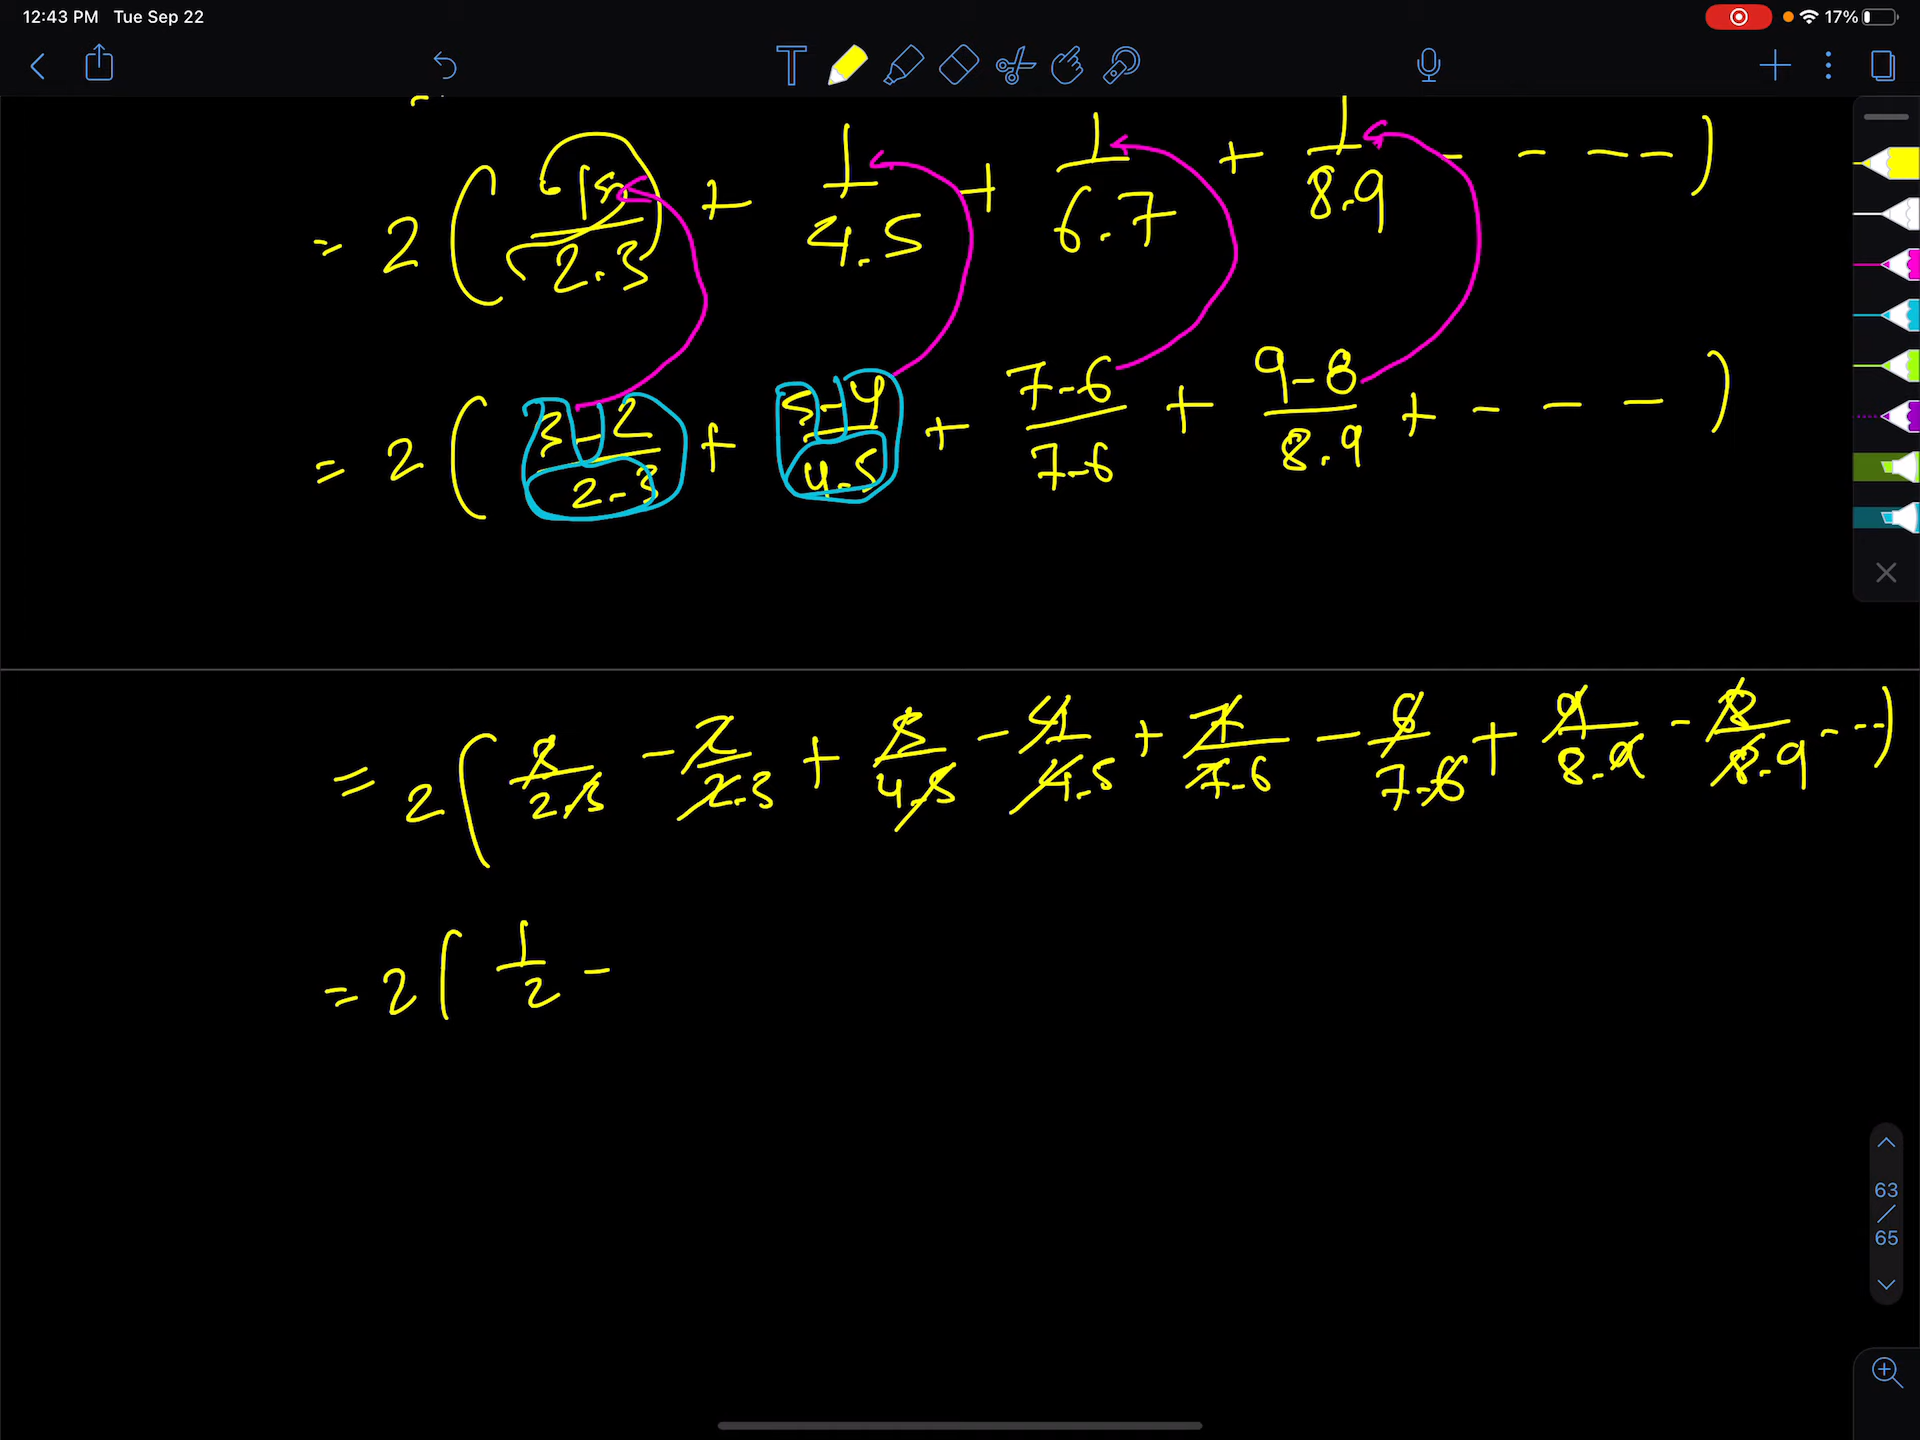 12:43 PM Tue Sep 22 17%
= 2 ( 1/2.3 + 1/4.5 + 1/6.7 + 1/8.9 - - - - )
= 2 ( 3-2/2.3 + 5-4/4.5 + 7-6/7-6 + 9-8/8.9 + - - - )
= 2 ( 3/2.3 - 2/2.3 + 5/4.5 - 4/4.5 + 7/7-6 - 6/7-6 + 9/8.9 - 8/8.9 - -- )
= 2 ( 1/2 -
63
/
65